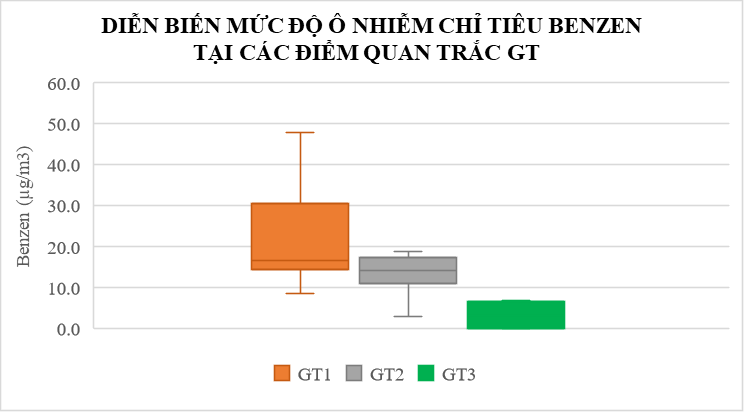 DIỄN BIẾN MỨC ĐỘ Ô NHIỄM CHỈ TIÊU BENZEN
TẠI CÁC ĐIỂM QUAN TRẮC GT
60.0
50.0
40.0
30.0
20.0
10.0
0.0
Benzen (µg/m3)
GT1 GT2 GT3